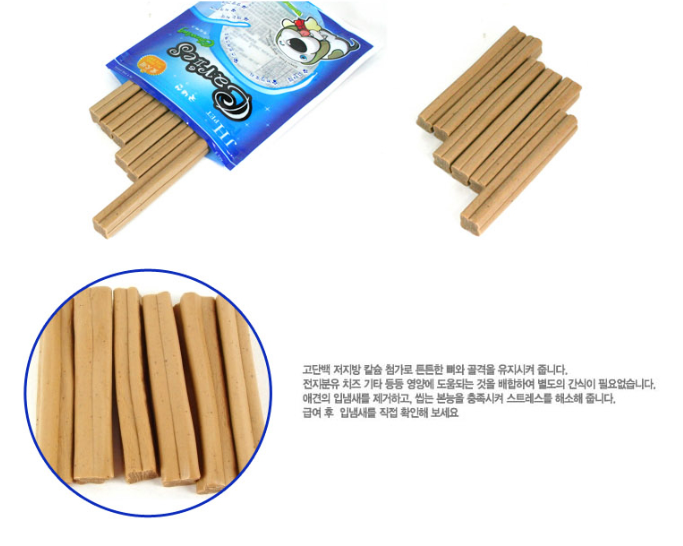 Caries
JH PET
고단백 저지방 칼슘 첨가로 튼튼한 뼈와 골격을 유지시켜 줍니다.
전지분유 치즈 기타 등등 영양에 도움되는 것을 배합하여 별도의 간식이 필요없습니다.
애견의 입냄새를 제거하고, 씹는 본능을 충족시켜 스트레스를 해소해 줍니다.
급여 후 입냄새를 직접 확인해 보세요